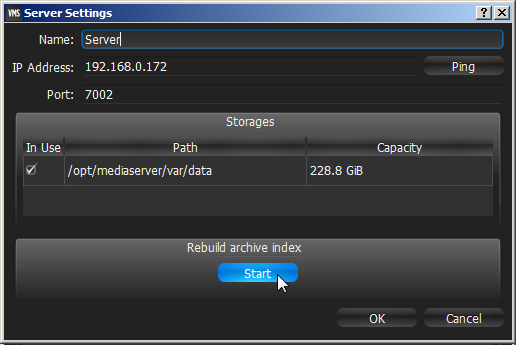 VMS Server Settings
Name: Server
IP Address: 192.168.0.172 Ping
Port: 7002
Storages
In Use Path Capacity
/opt/mediaserver/var/data 228.8 GiB
Rebuild archive index
Start
OK Cancel